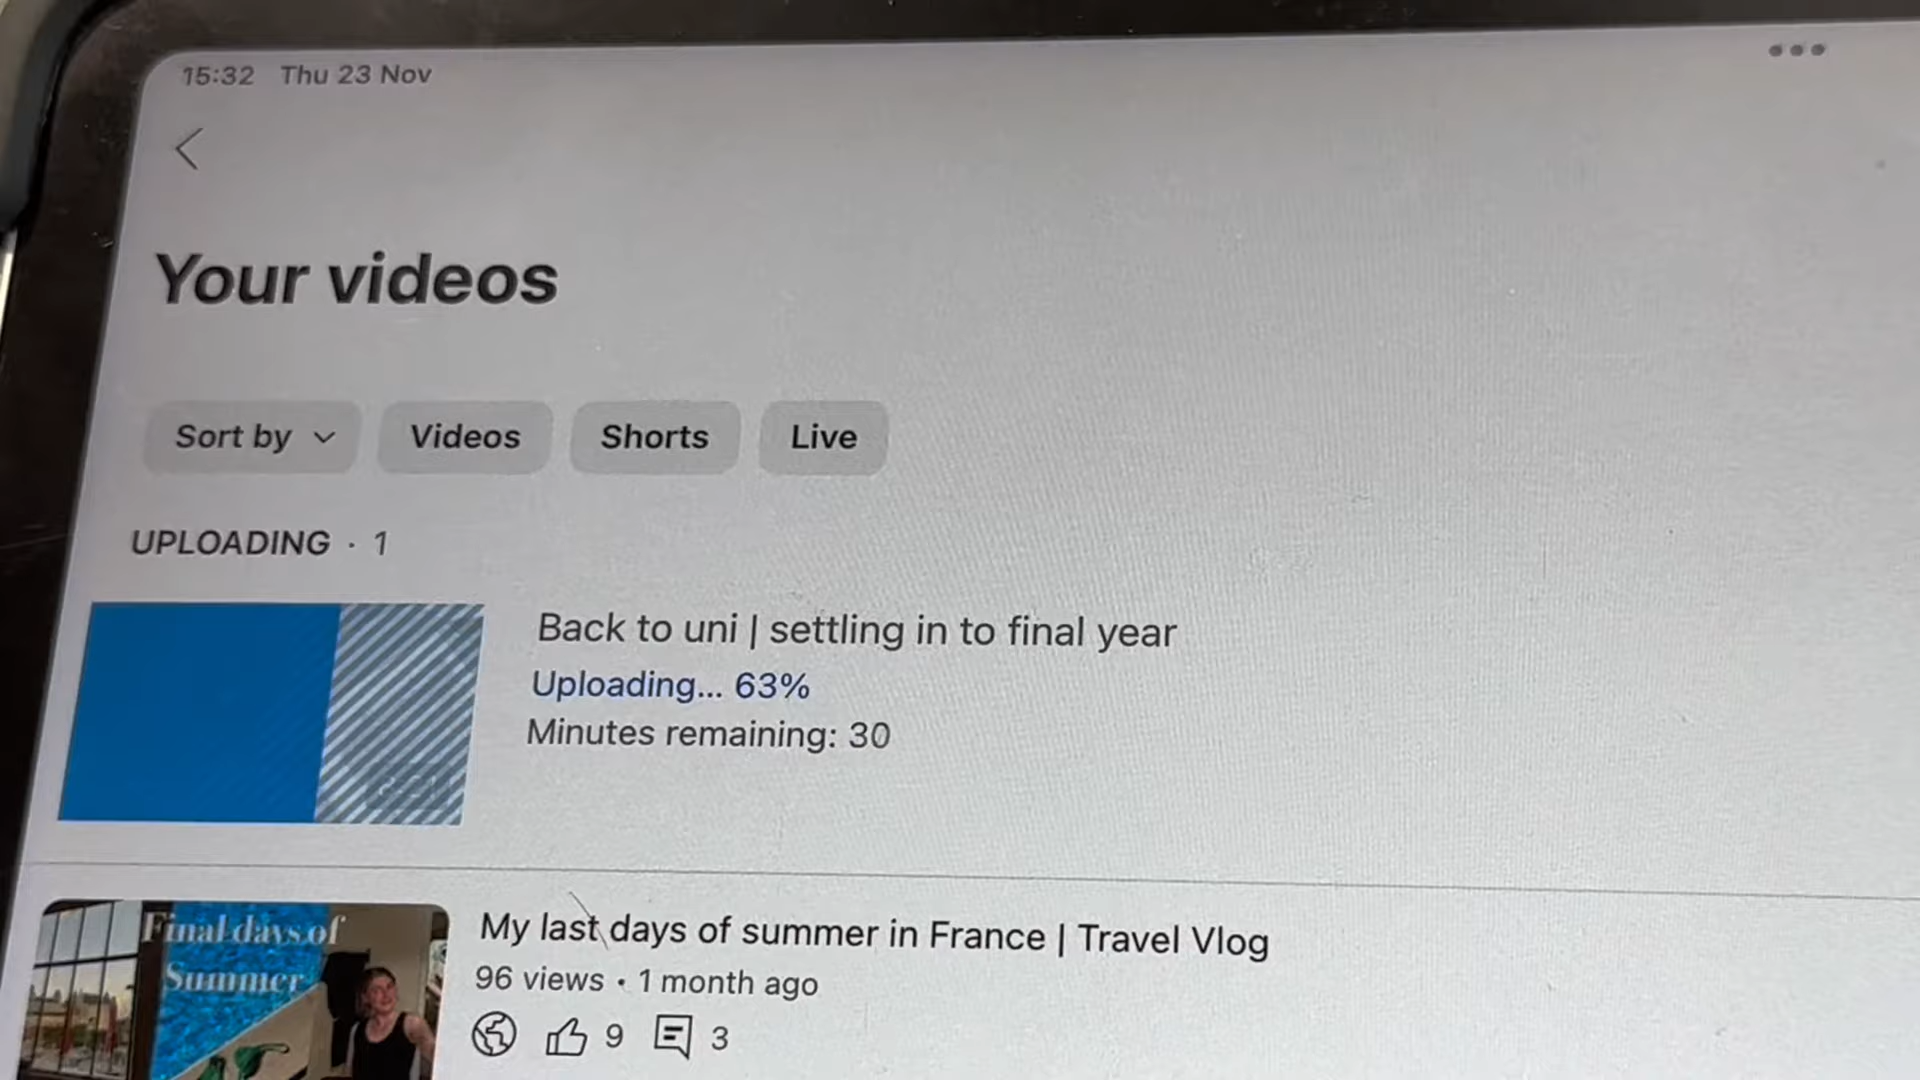 15:32 Thu 23 Nov
Your videos
Sort by Videos Shorts Live
UPLOADING · 1
Back to uni | settling in to final year
Uploading... 63%
Minutes remaining: 30
Final days of
Summer
My last days of summer in France | Travel Vlog
96 views · 1 month ago
9 3